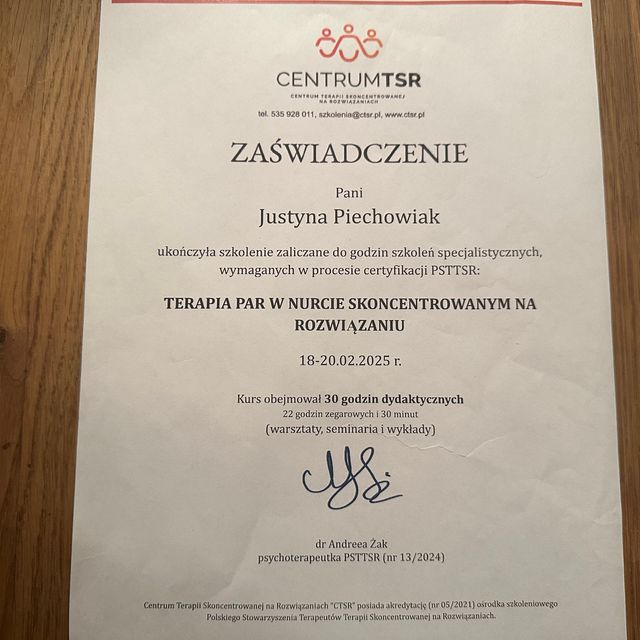 CENTRUMTSR
CENTRUM TERAPII SKONCENTROWANEJ
NA ROZWIĄZANIACH
tel. 535 928 011, szkolenia@ctsr.pl, www.ctsr.pl
ZAŚWIADCZENIE
Pani
Justyna Piechowiak
ukończyła szkolenie zaliczane do godzin szkoleń specjalistycznych,
wymaganych w procesie certyfikacji PSTTSR:
TERAPIA PAR W NURCIE SKONCENTROWANYM NA
ROZWIĄZANIU
18-20.02.2025 r.
Kurs obejmował 30 godzin dydaktycznych
22 godzin zegarowych i 30 minut
(warsztaty, seminaria i wykłady)
dr Andreea Żak
psychoterapeutka PSTTSR (nr 13/2024)
Centrum Terapii Skoncentrowanej na Rozwiązaniach "CTSR" posiada akredytację (nr 05/2021) ośrodka szkoleniowego
Polskiego Stowarzyszenia Terapeutów Terapii Skoncentrowanej na Rozwiązaniach.